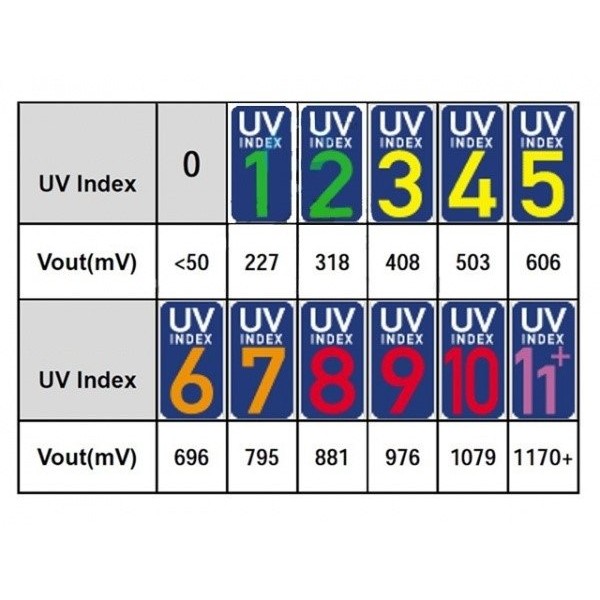 UV Index 0 UV INDEX 1 UV INDEX 2 UV INDEX 3 UV INDEX 4 UV INDEX 5
Vout(mV) <50 227 318 408 503 606
UV Index UV INDEX 6 UV INDEX 7 UV INDEX 8 UV INDEX 9 UV INDEX 10 UV INDEX 11+
Vout(mV) 696 795 881 976 1079 1170+